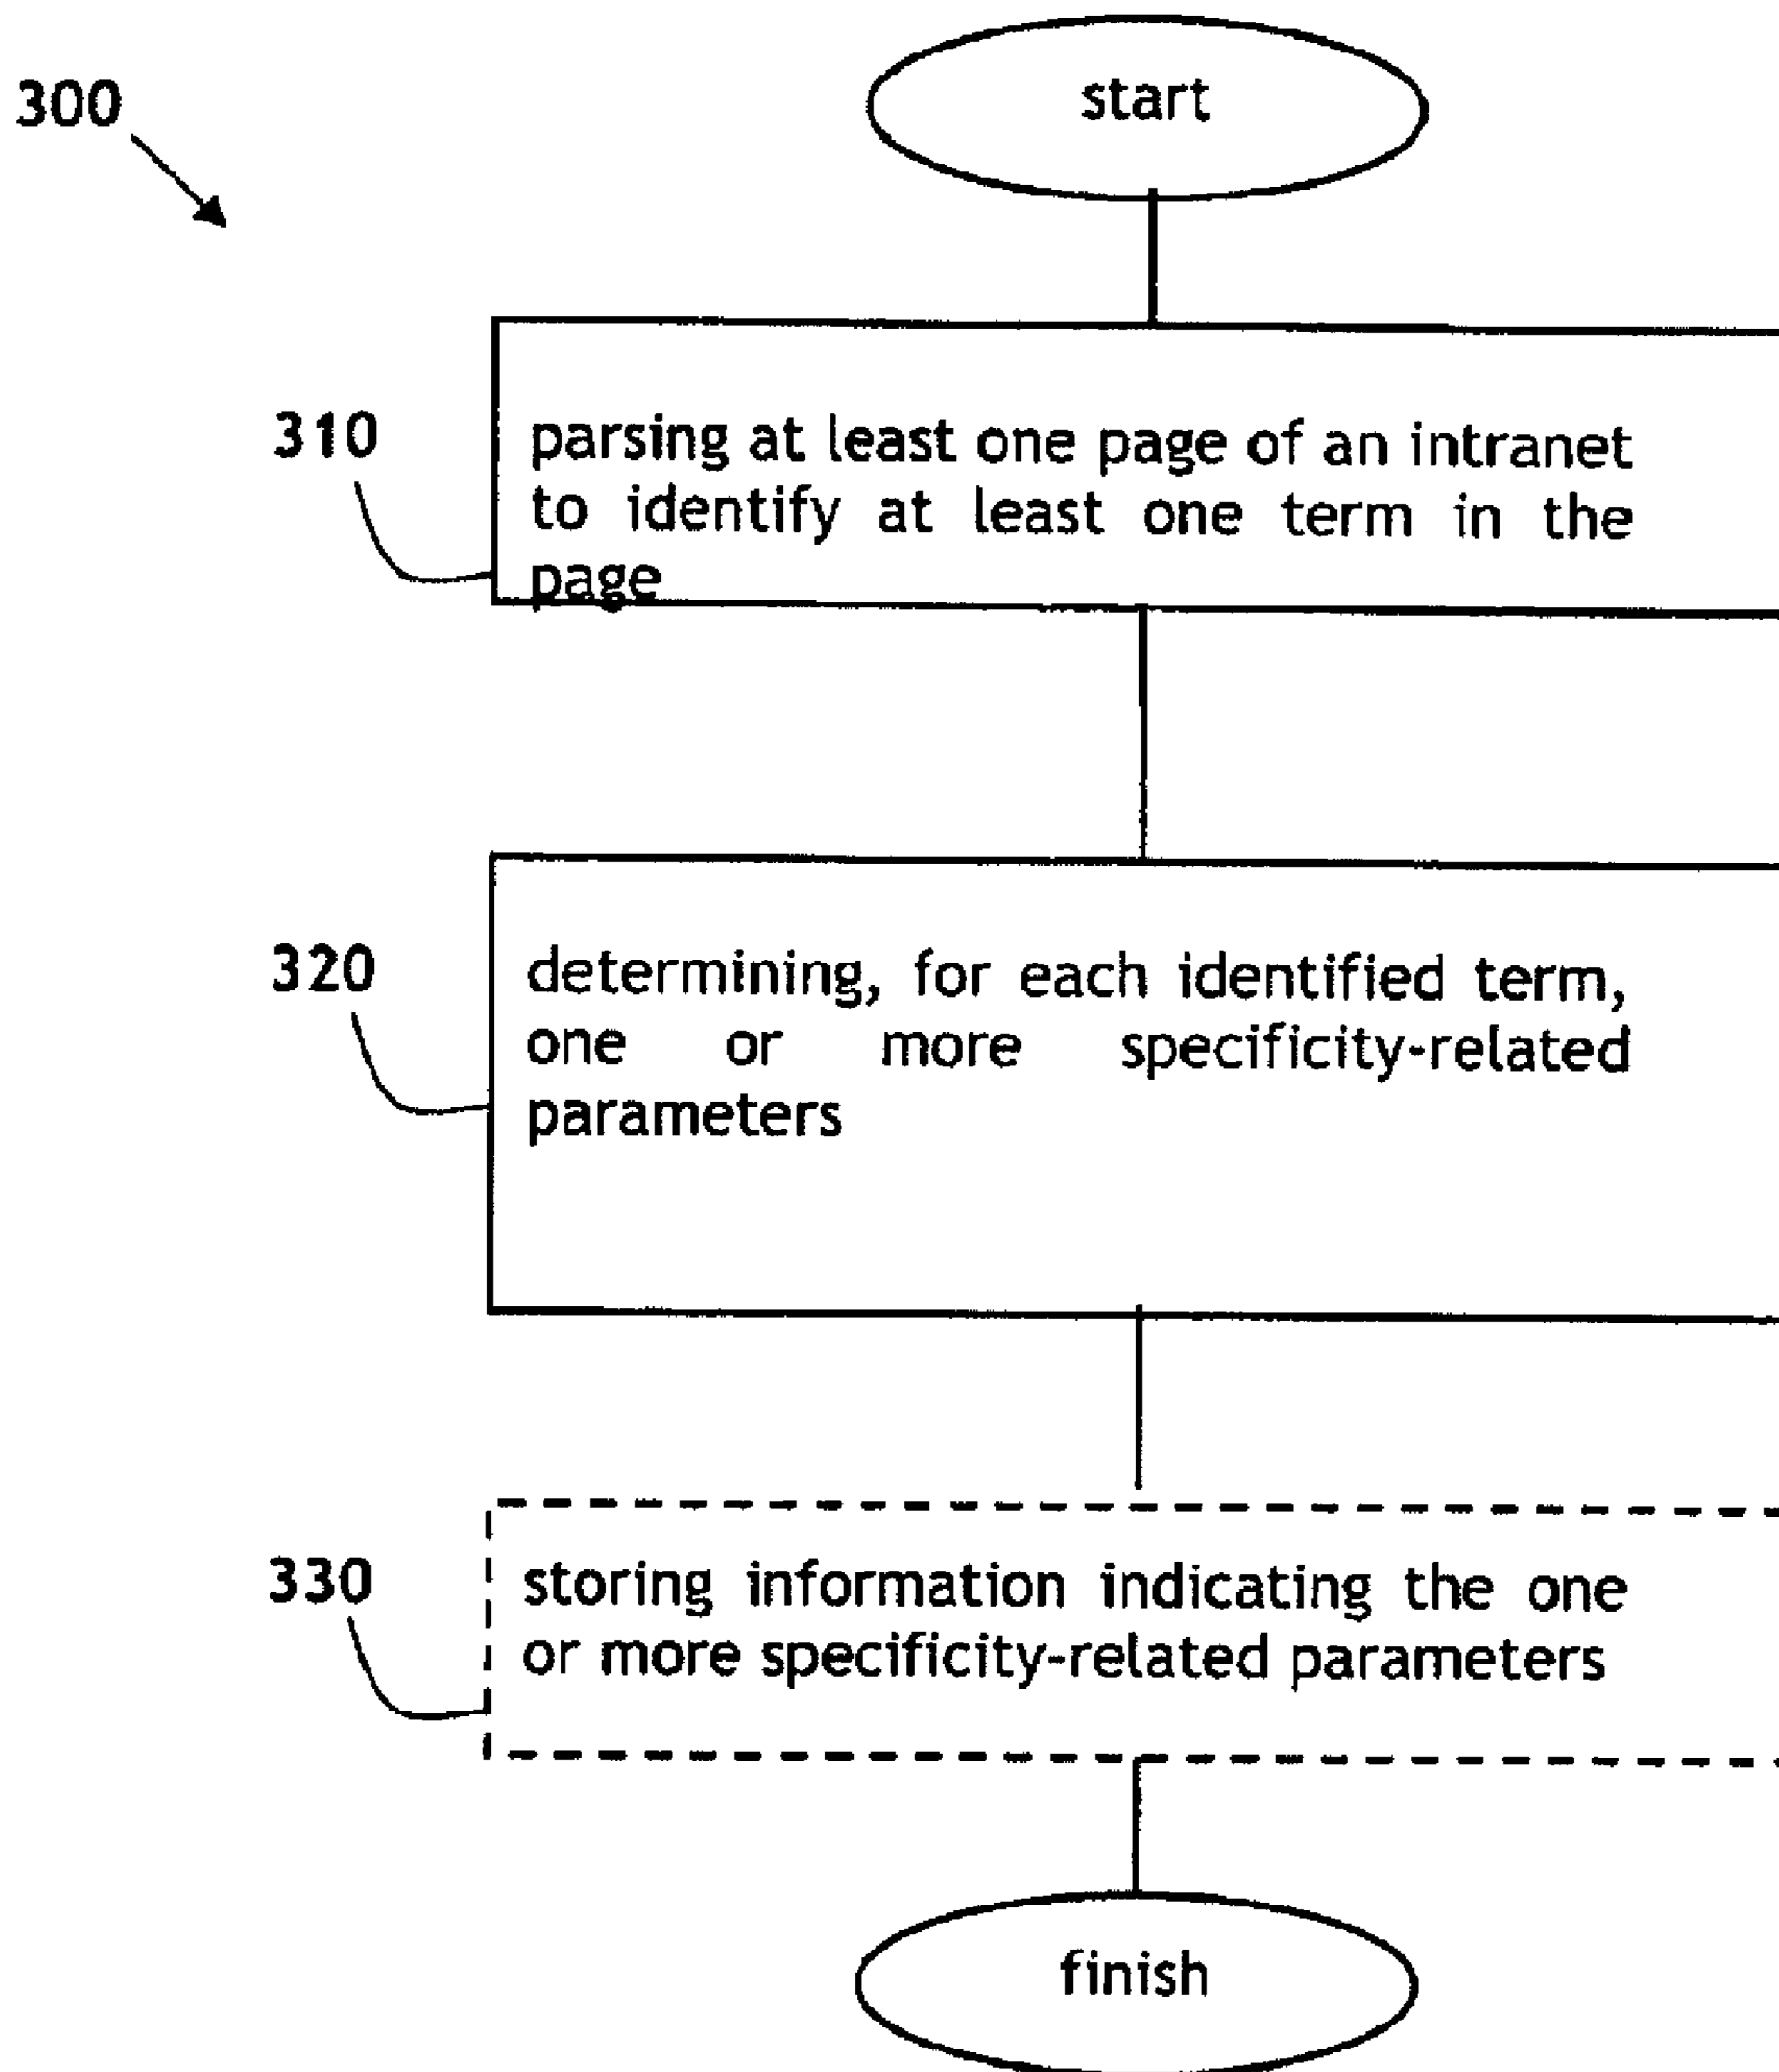 start
300
310
parsing at least one page of an intranet
to identify at least one term in the
page
320
determining, for each identified term,
one or more specificity-related
parameters
330
storing information indicating the one
or more specificity-related parameters
finish